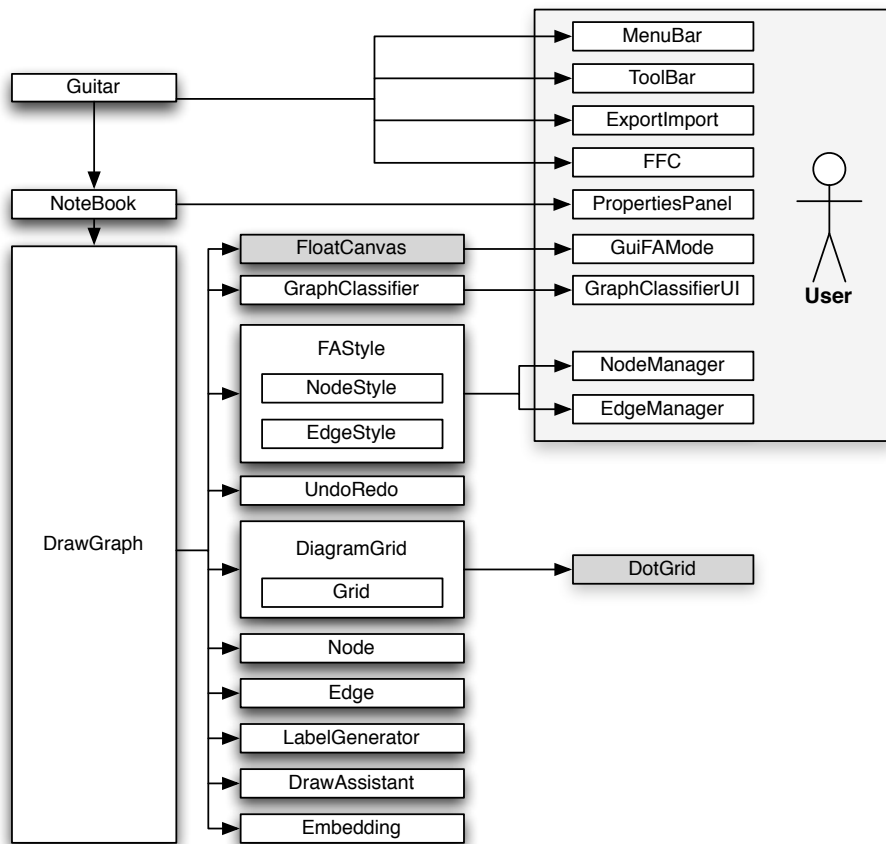 MenuBar
Guitar
ToolBar
ExportImport
FFC
NoteBook
PropertiesPanel
FloatCanvas
GuiFAMode
GraphClassifier
GraphClassifierUI
User
FAStyle
NodeStyle
EdgeStyle
NodeManager
EdgeManager
UndoRedo
DrawGraph
DiagramGrid
Grid
DotGrid
Node
Edge
LabelGenerator
DrawAssistant
Embedding